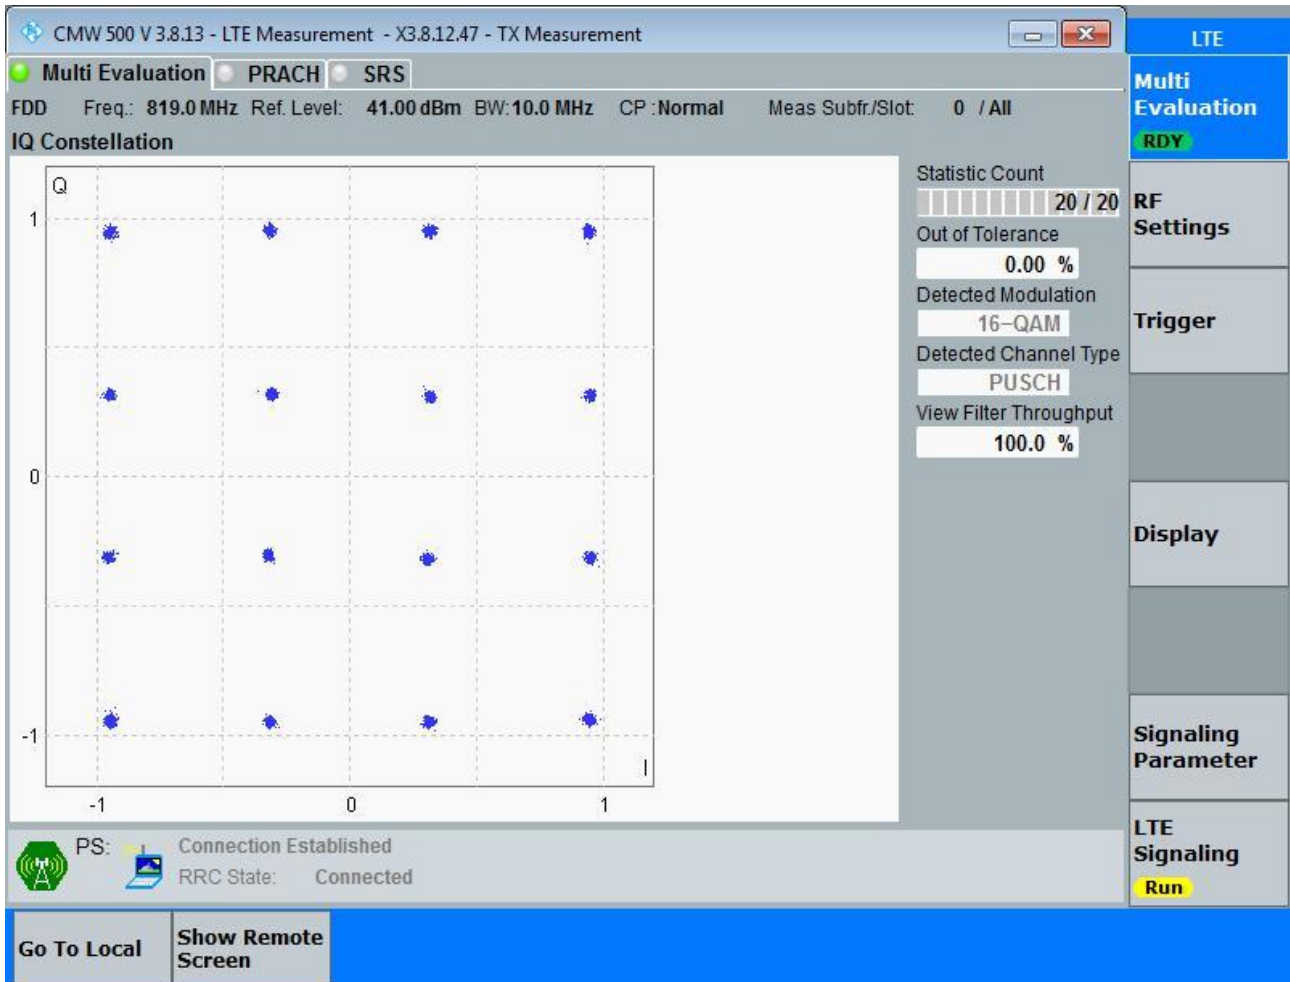 CMW 500 V 3.8.13 - LTE Measurement - X3.8.12.47 - TX Measurement
LTE
Multi Evaluation PRACH SRS
FDD Freq.: 819.0 MHz Ref. Level: 41.00 dBm BW: 10.0 MHz CP : Normal Meas Subfr./Slot: 0 / All
IQ Constellation
Q
1
0
-1
I
-1 0 1
Statistic Count
20 / 20
Out of Tolerance
0.00 %
Detected Modulation
16-QAM
Detected Channel Type
PUSCH
View Filter Throughput
100.0 %
Multi
Evaluation
RDY
RF
Settings
Trigger
Display
Signaling
Parameter
LTE
Signaling
Run
PS: Connection Established
RRC State: Connected
Go To Local
Show Remote
Screen